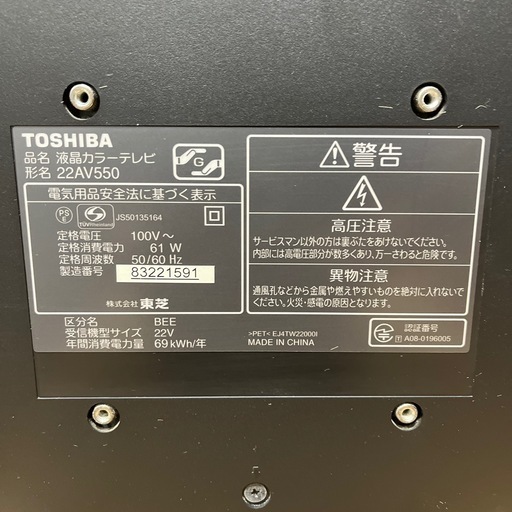 TOSHIBA
品名 液晶カラーテレビ
形名 22AV550
G
電気用品安全法に基づく表示
PS
E
TÜVRheinland
JS50135164
定格電圧 100V～
定格消費電力 61 W
定格周波数 50/60 Hz
製造番号 83221591
株式会社 東芝
区分名 BEE
受信機型サイズ 22V
年間消費電力量 69 kWh/年
警告
高圧注意
サービスマン以外の方は裏ぶたをあけないでください。
内部には高電圧部分が数多くあり、万一さわると危険です。
異物注意
通風孔などから金属や燃えやすいものを絶対に入れないでください。火災・感電の原因となります。
>PET< EJ4TW22000I
MADE IN CHINA
認証番号
T A08-0196005